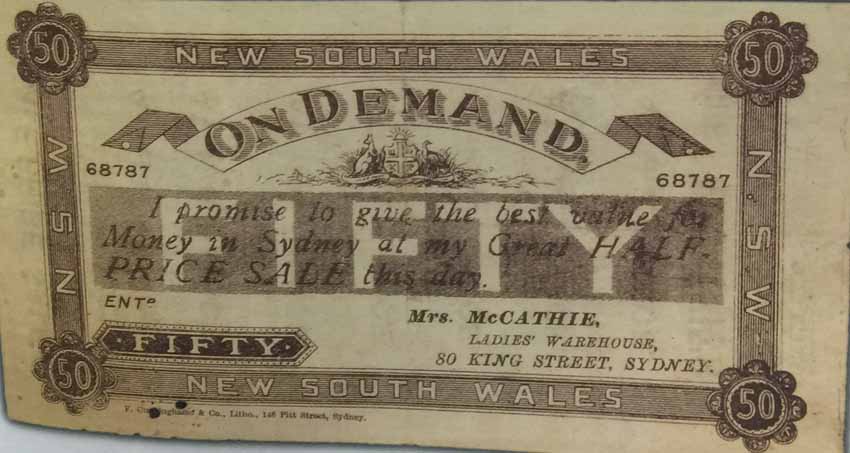 50 NEW SOUTH WALES 50
ON DEMAND.
68787 68787
NSW
N.S.W.
FIFTY
I promise to give the best value for
Money in Sydney at my Great HALF-
PRICE SALE this day.
ENTᴰ
Mrs. McCATHIE,
LADIES' WAREHOUSE,
80 KING STREET, SYDNEY.
FIFTY
50 NEW SOUTH WALES 50
& Co., Litho., 146 Pitt Street, Sydney.